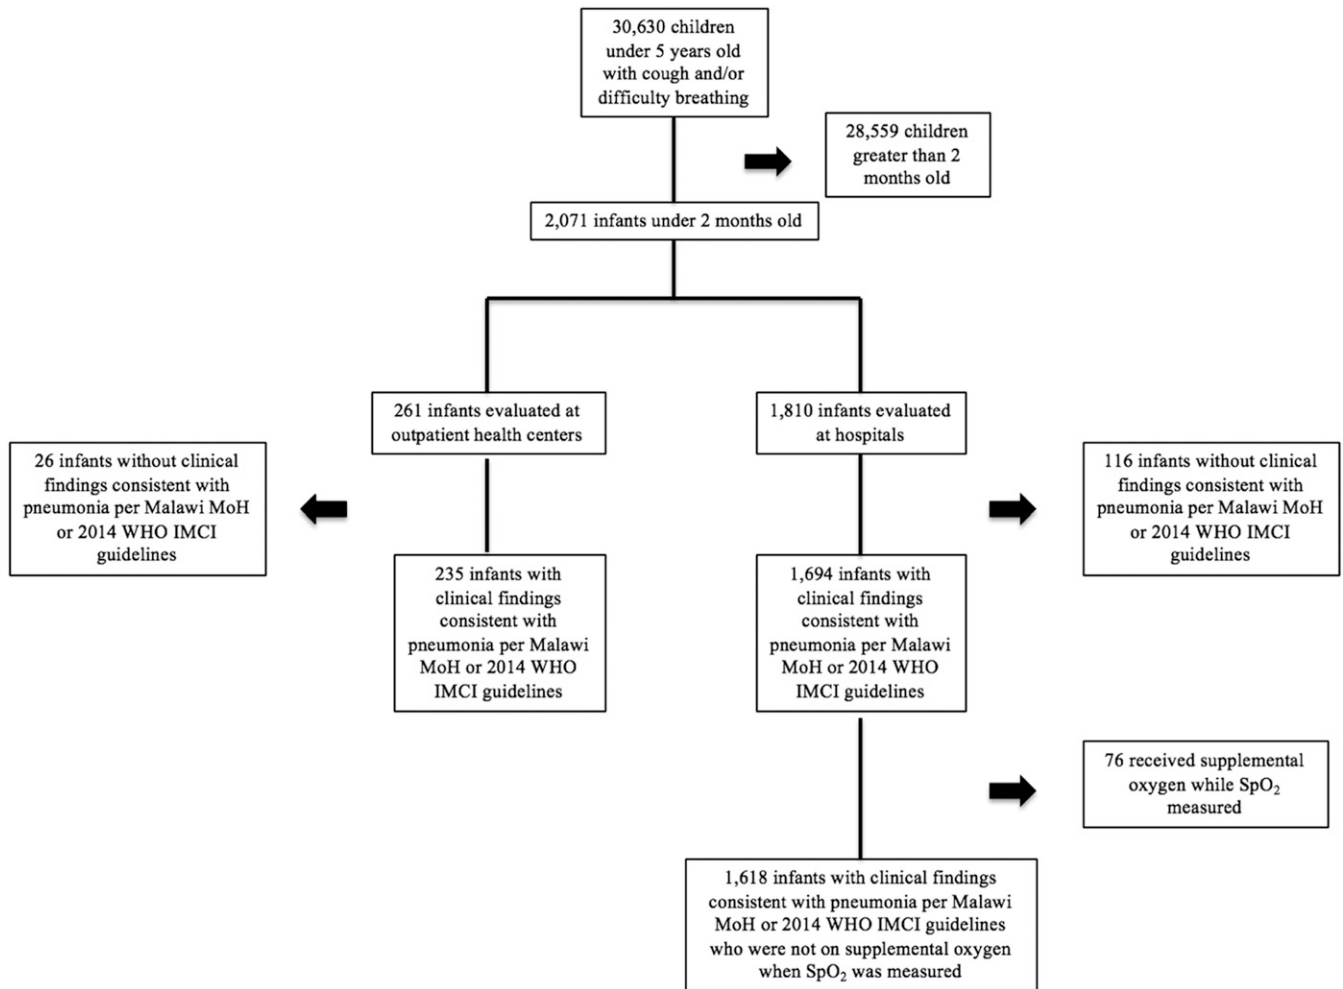 30,630 children
under 5 years old
with cough and/or
difficulty breathing
28,559 children
greater than 2
months old
2,071 infants under 2 months old
261 infants evaluated at
outpatient health centers
1,810 infants evaluated
at hospitals
26 infants without clinical
findings consistent with
pneumonia per Malawi MoH
or 2014 WHO IMCI
guidelines
116 infants without clinical
findings consistent with
pneumonia per Malawi MoH
or 2014 WHO IMCI
guidelines
235 infants with
clinical findings
consistent with
pneumonia per Malawi
MoH or 2014 WHO
IMCI guidelines
1,694 infants with
clinical findings
consistent with
pneumonia per Malawi
MoH or 2014 WHO
IMCI guidelines
76 received supplemental
oxygen while SpO₂
measured
1,618 infants with clinical findings
consistent with pneumonia per Malawi
MoH or 2014 WHO IMCI guidelines
who were not on supplemental oxygen
when SpO₂ was measured